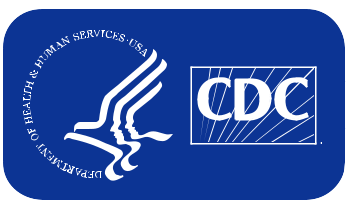 DEPARTMENT OF HEALTH & HUMAN SERVICES·USA
CDC